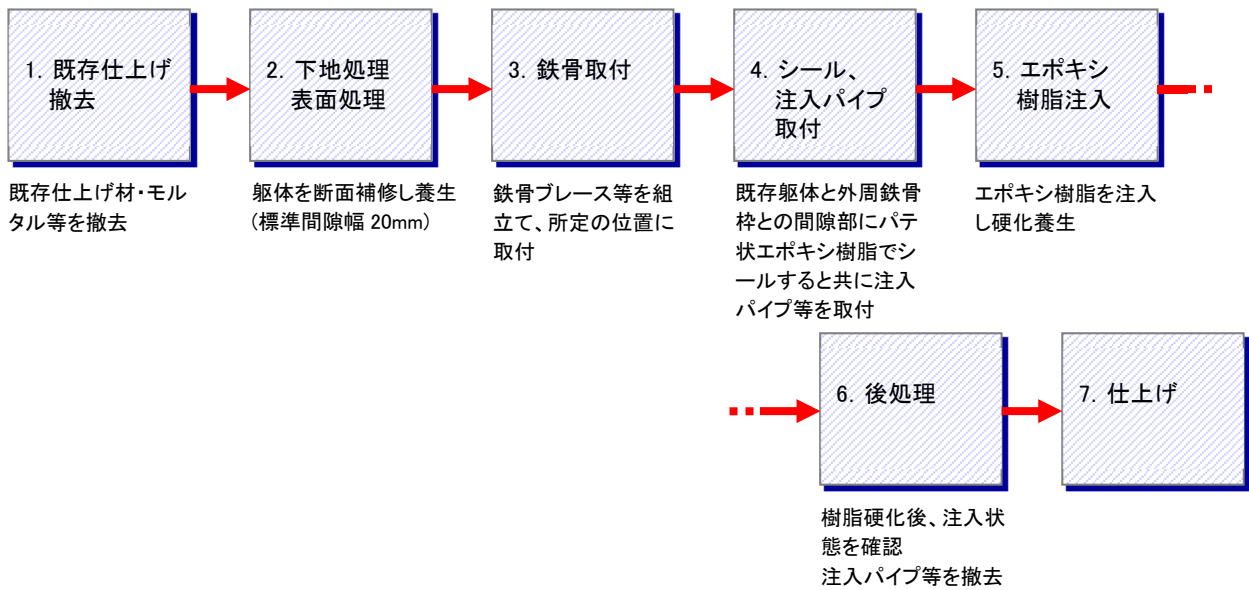 1. 既存仕上げ
撤去
既存仕上げ材・モル
タル等を撤去
2. 下地処理
表面処理
躯体を断面補修し養生
(標準間隙幅 20mm)
3. 鉄骨取付
鉄骨ブレース等を組
立て、所定の位置に
取付
4. シール、
注入パイプ
取付
既存躯体と外周鉄骨
枠との間隙部にパテ
状エポキシ樹脂でシ
ールすると共に注入
パイプ等を取付
5. エポキシ
樹脂注入
エポキシ樹脂を注入
し硬化養生
6. 後処理
樹脂硬化後、注入状
態を確認
注入パイプ等を撤去
7. 仕上げ